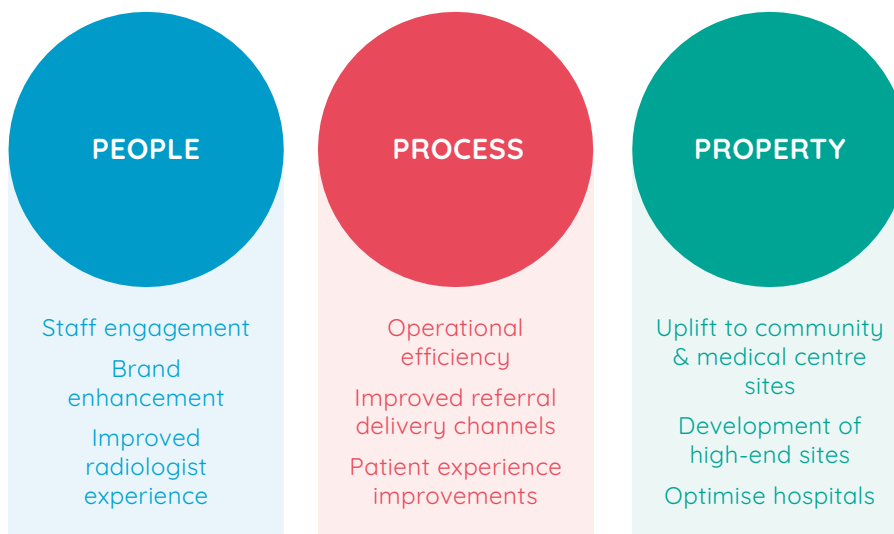 PEOPLE
Staff engagement
Brand
enhancement
Improved
radiologist
experience
PROCESS
Operational
efficiency
Improved referral
delivery channels
Patient experience
improvements
PROPERTY
Uplift to community
& medical centre
sites
Development of
high-end sites
Optimise hospitals